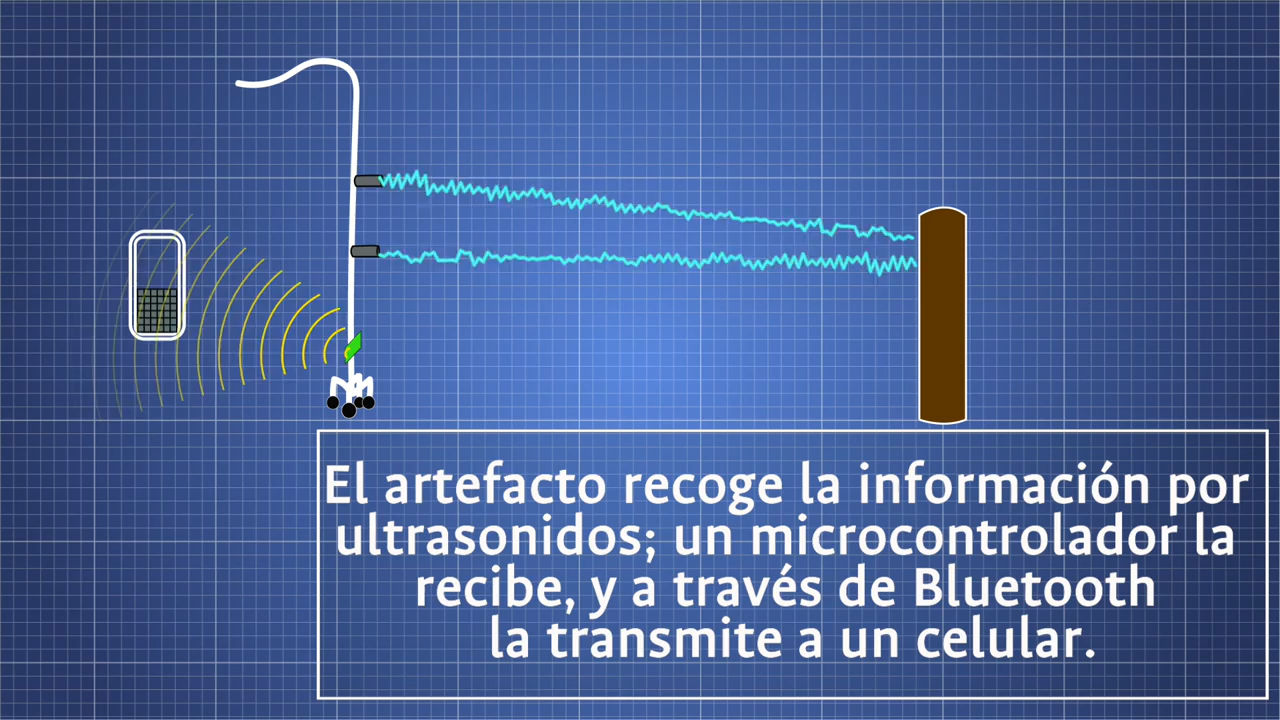 El artefacto recoge la información por
ultrasonidos; un microcontrolador la
recibe, y a través de Bluetooth
la transmite a un celular.